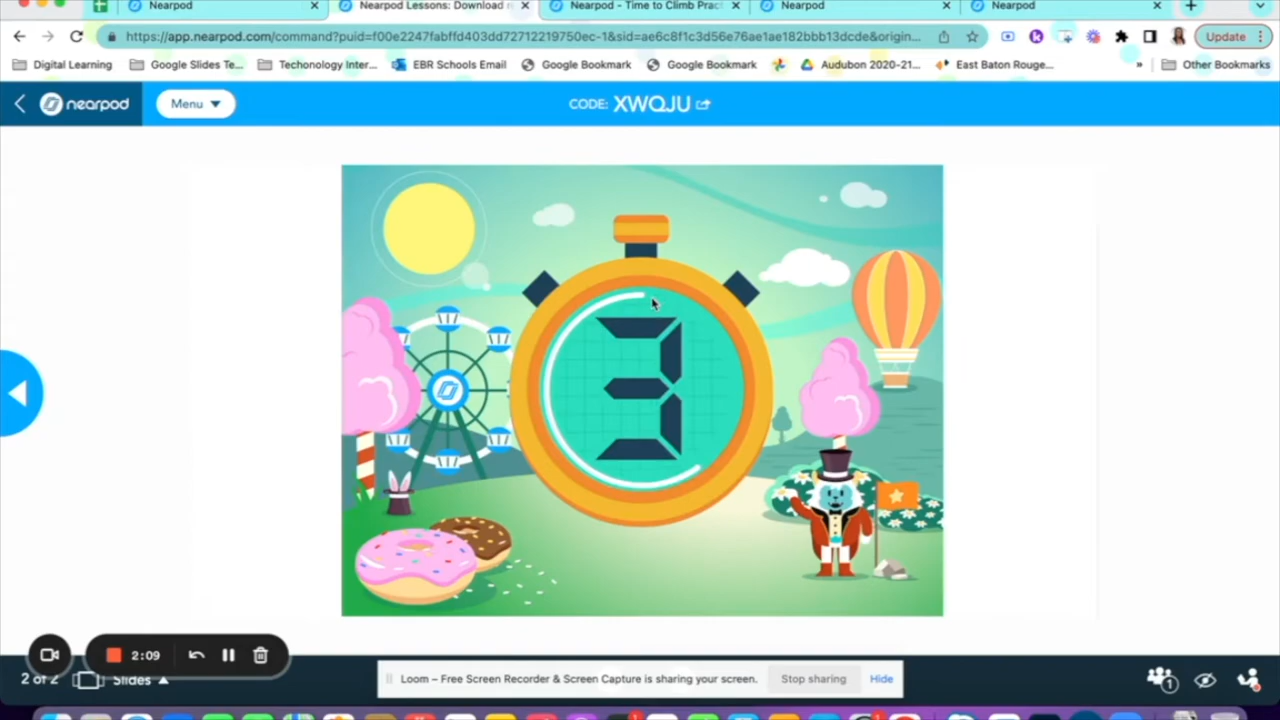 Nearpod
Nearpod Lessons: Download r
Nearpod - Time to Climb Prac
Nearpod
Nearpod
https://app.nearpod.com/command?puid=f00e2247fabffd403dd72712219750ec-1&sid=ae6c8f1c3d56e76ae1ae182bbb13dcde&origin...
Update
Digital Learning
Google Slides Te...
Techonology Inter...
EBR Schools Email
Google Bookmark
Google Bookmark
Audubon 2020-21...
East Baton Rouge...
»
Other Bookmarks
nearpod
Menu
CODE: XWQJU
3
2:09
2 of 2
Slides
Loom – Free Screen Recorder & Screen Capture is sharing your screen.
Stop sharing
Hide
1